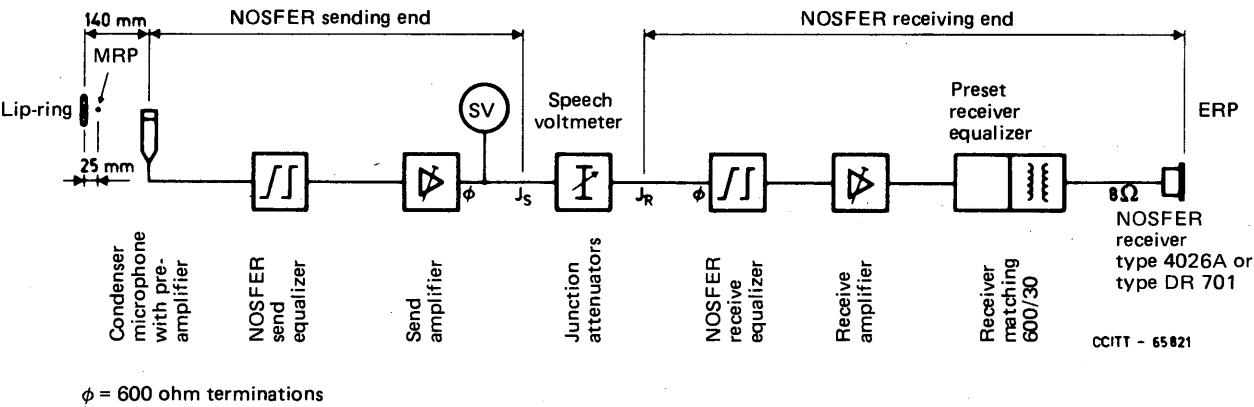 140 mm
NOSFER sending end
NOSFER receiving end
MRP
Lip-ring
25 mm
SV
Speech
voltmeter
Preset
receiver
equalizer
ERP
ϕ
JS
JR
ϕ
8Ω
NOSFER
receiver
type 4026A or
type DR 701
Condenser
microphone
with pre-
amplifier
NOSFER
send
equalizer
Send
amplifier
Junction
attenuators
NOSFER
receive
equalizer
Receive
amplifier
Receiver
matching
600/30
CCITT - 65821
ϕ = 600 ohm terminations